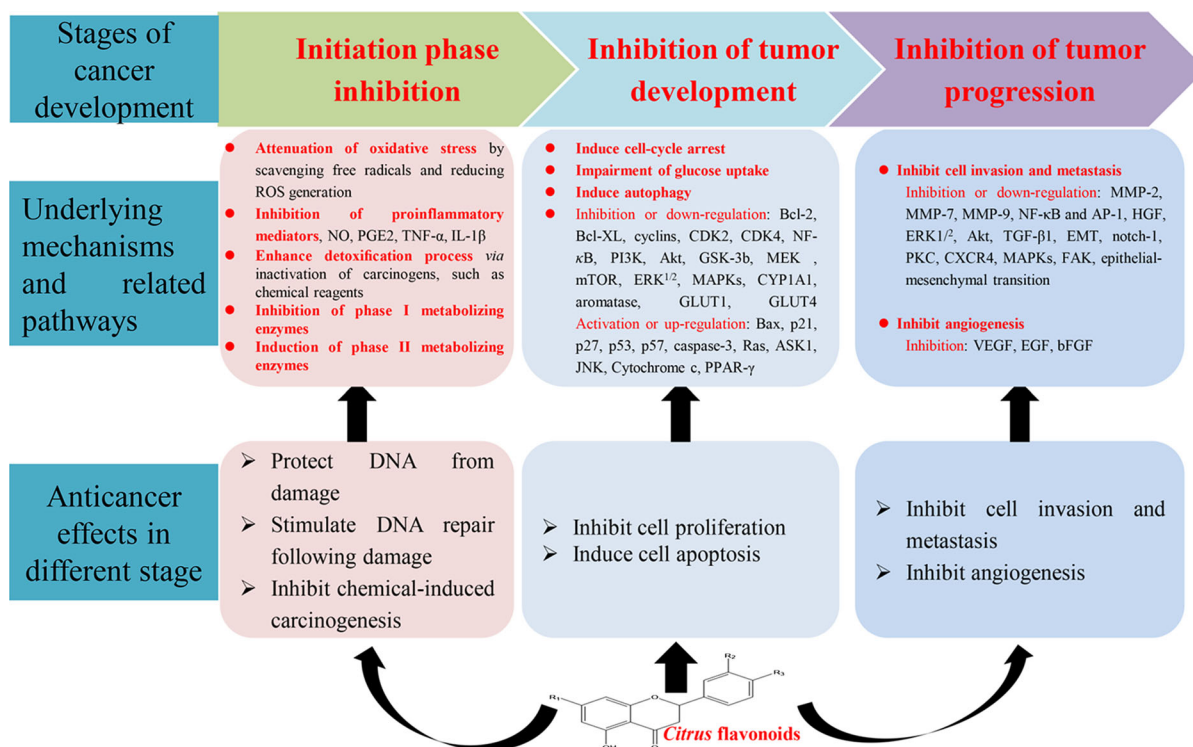 Stages of
cancer
development
Initiation phase
inhibition
Inhibition of tumor
development
Inhibition of tumor
progression
Underlying
mechanisms
and related
pathways
● Attenuation of oxidative stress by
scavenging free radicals and reducing
ROS generation
● Inhibition of proinflammatory
mediators, NO, PGE2, TNF-α, IL-1β
● Enhance detoxification process via
inactivation of carcinogens, such as
chemical reagents
● Inhibition of phase I metabolizing
enzymes
● Induction of phase II metabolizing
enzymes
● Induce cell-cycle arrest
● Impairment of glucose uptake
● Induce autophagy
● Inhibition or down-regulation: Bcl-2,
Bcl-XL, cyclins, CDK2, CDK4, NF-
κB, PI3K, Akt, GSK-3b, MEK ,
mTOR, ERK1/2, MAPKs, CYP1A1,
aromatase, GLUT1, GLUT4
Activation or up-regulation: Bax, p21,
p27, p53, p57, caspase-3, Ras, ASK1,
JNK, Cytochrome c, PPAR-γ
● Inhibit cell invasion and metastasis
Inhibition or down-regulation: MMP-2,
MMP-7, MMP-9, NF-κB and AP-1, HGF,
ERK1/2, Akt, TGF-β1, EMT, notch-1,
PKC, CXCR4, MAPKs, FAK, epithelial-
mesenchymal transition
● Inhibit angiogenesis
Inhibition: VEGF, EGF, bFGF
Anticancer
effects in
different stage
➢ Protect DNA from
damage
➢ Stimulate DNA repair
following damage
➢ Inhibit chemical-induced
carcinogenesis
➢ Inhibit cell proliferation
➢ Induce cell apoptosis
➢ Inhibit cell invasion and
metastasis
➢ Inhibit angiogenesis
R2
R3
R1
O
OH
O
Citrus flavonoids